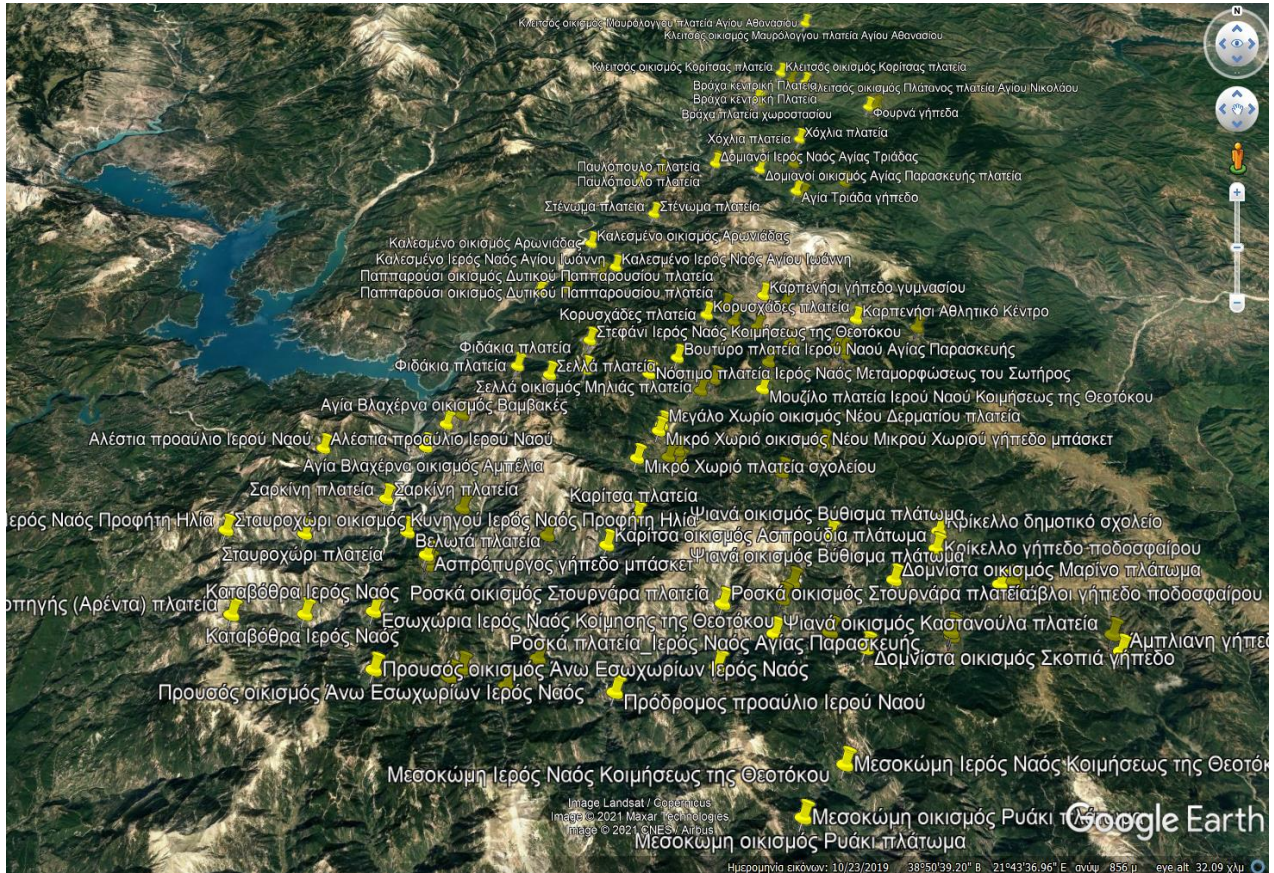 N
Κλειτσός οικισμός Μαυρόλογγου πλατεία Αγίου Αθανασίου
Κλειτσός οικισμός Μαυρόλογγου πλατεία Αγίου Αθανασίου
Κλειτσός οικισμός Κορίτσας πλατεία
Κλειτσός οικισμός Κορίτσας πλατεία
Βράχα κεντρική Πλατεία
Κλειτσός οικισμός Πλάτανος πλατεία Αγίου Νικολάου
Βράχα κεντρική Πλατεία
Βράχα πλατεία χωροστασίου
Φουρνά γήπεδα
Χόχλια πλατεία
Χόχλια πλατεία
Δομιανοί Ιερός Ναός Αγίας Τριάδας
Παυλόπουλο πλατεία
Δομιανοί οικισμός Αγίας Παρασκευής πλατεία
Παυλόπουλο πλατεία
Αγία Τριάδα γήπεδο
Στένωμα πλατεία
Στένωμα πλατεία
Καλεσμένο οικισμός Αρωνιάδας
Καλεσμένο οικισμός Αρωνιάδας
Καλεσμένο Ιερός Ναός Αγίου Ιωάννη
Καλεσμένο Ιερός Ναός Αγίου Ιωάννη
Παππαρούσι οικισμός Δυτικού Παππαρουσίου πλατεία
Παππαρούσι οικισμός Δυτικού Παππαρουσίου πλατεία
Καρπενήσι γήπεδο γυμνασίου
Κορυσχάδες πλατεία
Κορυσχάδες πλατεία
Καρπενήσι Αθλητικό Κέντρο
Στεφάνι Ιερός Ναός Κοιμήσεως της Θεοτόκου
Φιδάκια πλατεία
Βουτύρο πλατεία Ιερού Ναού Αγίας Παρασκευής
Φιδάκια πλατεία
Σελλά πλατεία
Νόστιμο πλατεία Ιερός Ναός Μεταμορφώσεως του Σωτήρος
Σελλά οικισμός Μηλιάς πλατεία
Μουζίλο πλατεία Ιερού Ναού Κοιμήσεως της Θεοτόκου
Αγία Βλαχέρνα οικισμός Βαμβακές
Μεγάλο Χωρίο οικισμός Νέου Δερματίου πλατεία
Αλέστια προαύλιο Ιερού Ναού
Αλέστια προαύλιο Ιερού Ναού
Μικρό Χωριό οικισμός Νέου Μικρού Χωριού γήπεδο μπάσκετ
Αγία Βλαχέρνα οικισμός Αμπέλια
Μικρό Χωριό πλατεία σχολείου
Σαρκίνη πλατεία
Σαρκίνη πλατεία
Καρίτσα πλατεία
Ψιανά οικισμός Βύθισμα πλάτωμα
Ιερός Ναός Προφήτη Ηλία
Σταυροχώρι οικισμός Κυνηγού Ιερός Ναός Προφήτη Ηλία
Κρίκελλο δημοτικό σχολείο
Βελωτά πλατεία
Καρίτσα οικισμός Ασπρούδια πλάτωμα
Κρίκελλο γήπεδο ποδοσφαίρου
Σταυροχώρι πλατεία
Ασπρόπυργος γήπεδο μπάσκετ
Ψιανά οικισμός Βύθισμα πλάτωμα
Δομνίστα οικισμός Μαρίνο πλάτωμα
Καταβόθρα Ιερός Ναός
Ροσκά οικισμός Στουρνάρα πλατεία
Ροσκά οικισμός Στουρνάρα πλατεία
άβλοι γήπεδο ποδοσφαίρου
οπηγής (Αρέντα) πλατεία
Εσωχώρια Ιερός Ναός Κοίμησης της Θεοτόκου
Ψιανά οικισμός Καστανούλα πλατεία
Καταβόθρα Ιερός Ναός
Ροσκά πλατεία_Ιερός Ναός Αγίας Παρασκευής
Άμπλιανη γήπεδ
Δομνίστα οικισμός Σκοπιά γήπεδο
Προυσός οικισμός Άνω Εσωχωρίων Ιερός Ναός
Προυσός οικισμός Άνω Εσωχωρίων Ιερός Ναός
Πρόδρομος προαύλιο Ιερού Ναού
Μεσοκώμη Ιερός Ναός Κοιμήσεως της Θεοτόκου
Μεσοκώμη Ιερός Ναός Κοιμήσεως της Θεοτόκ
Μεσοκώμη οικισμός Ρυάκι
Μεσοκώμη οικισμός Ρυάκι πλάτωμα
Image Landsat / Copernicus
Image © 2021 Maxar Technologies
Image © 2021 CNES / Airbus
Google Earth
Ημερομηνία εικόνων: 10/23/2019 38°50'39.20" Β 21°43'36.96" Ε ανύψ 856 μ eye alt 32.09 χλμ